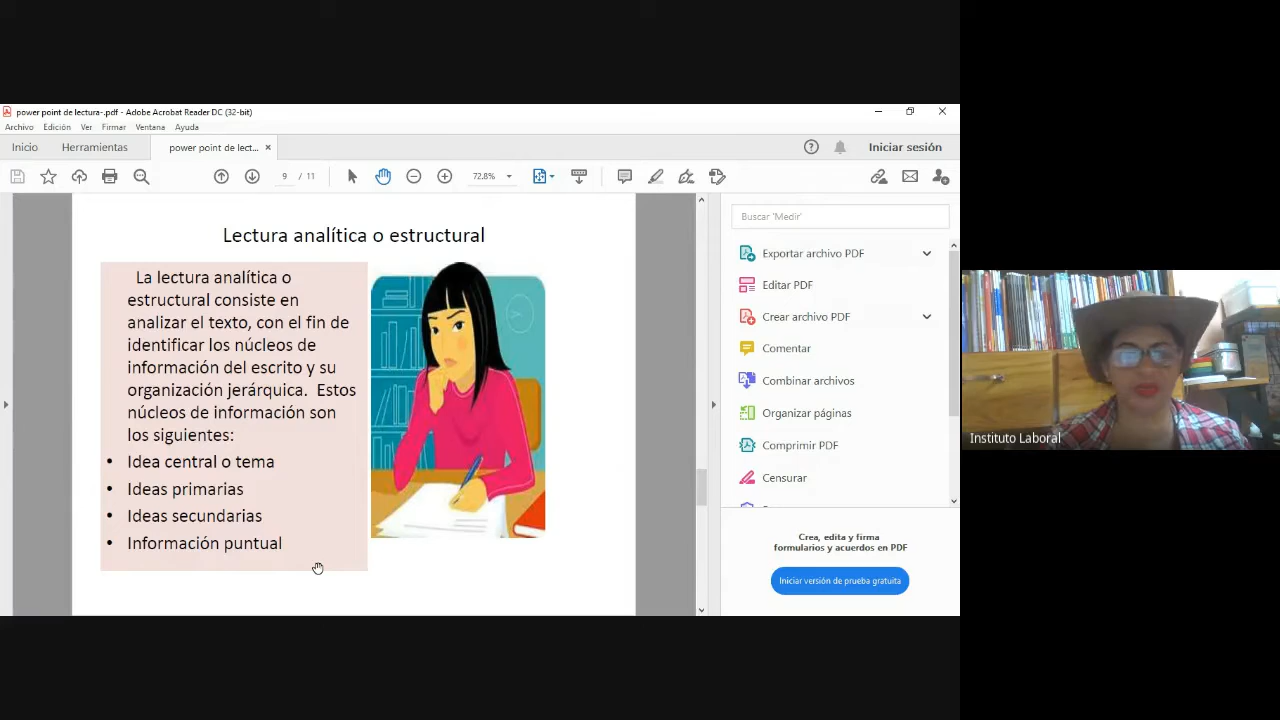 power point de lectura-.pdf - Adobe Acrobat Reader DC (32-bit)
Archivo Edición Ver Firmar Ventana Ayuda
Inicio Herramientas power point de lect... × Iniciar sesión
9 / 11 72.8%
Lectura analítica o estructural
La lectura analítica o
estructural consiste en
analizar el texto, con el fin de
identificar los núcleos de
información del escrito y su
organización jerárquica. Estos
núcleos de información son
los siguientes:
• Idea central o tema
• Ideas primarias
• Ideas secundarias
• Información puntual
Buscar 'Medir'
Exportar archivo PDF
Editar PDF
Crear archivo PDF
Comentar
Combinar archivos
Organizar páginas
Comprimir PDF
Censurar
Crea, edita y firma
formularios y acuerdos en PDF
Iniciar versión de prueba gratuita
Instituto Laboral